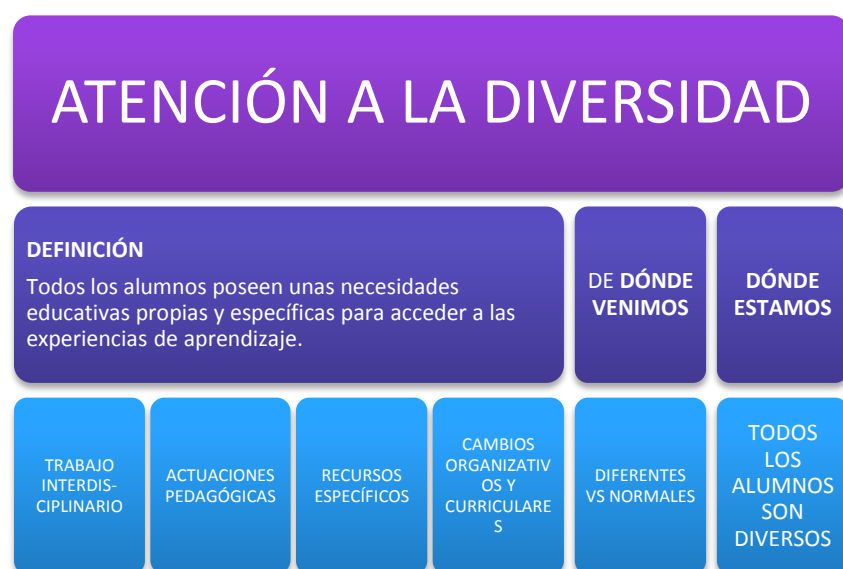 ATENCIÓN A LA DIVERSIDAD
DEFINICIÓN
Todos los alumnos poseen unas necesidades
educativas propias y específicas para acceder a las
experiencias de aprendizaje.
DE DÓNDE
VENIMOS
DÓNDE
ESTAMOS
TRABAJO
INTERDIS-
CIPLINARIO
ACTUACIONES
PEDAGÓGICAS
RECURSOS
ESPECÍFICOS
CAMBIOS
ORGANIZATIV
OS Y
CURRICULARE
S
DIFERENTES
VS NORMALES
TODOS
LOS
ALUMNOS
SON
DIVERSOS